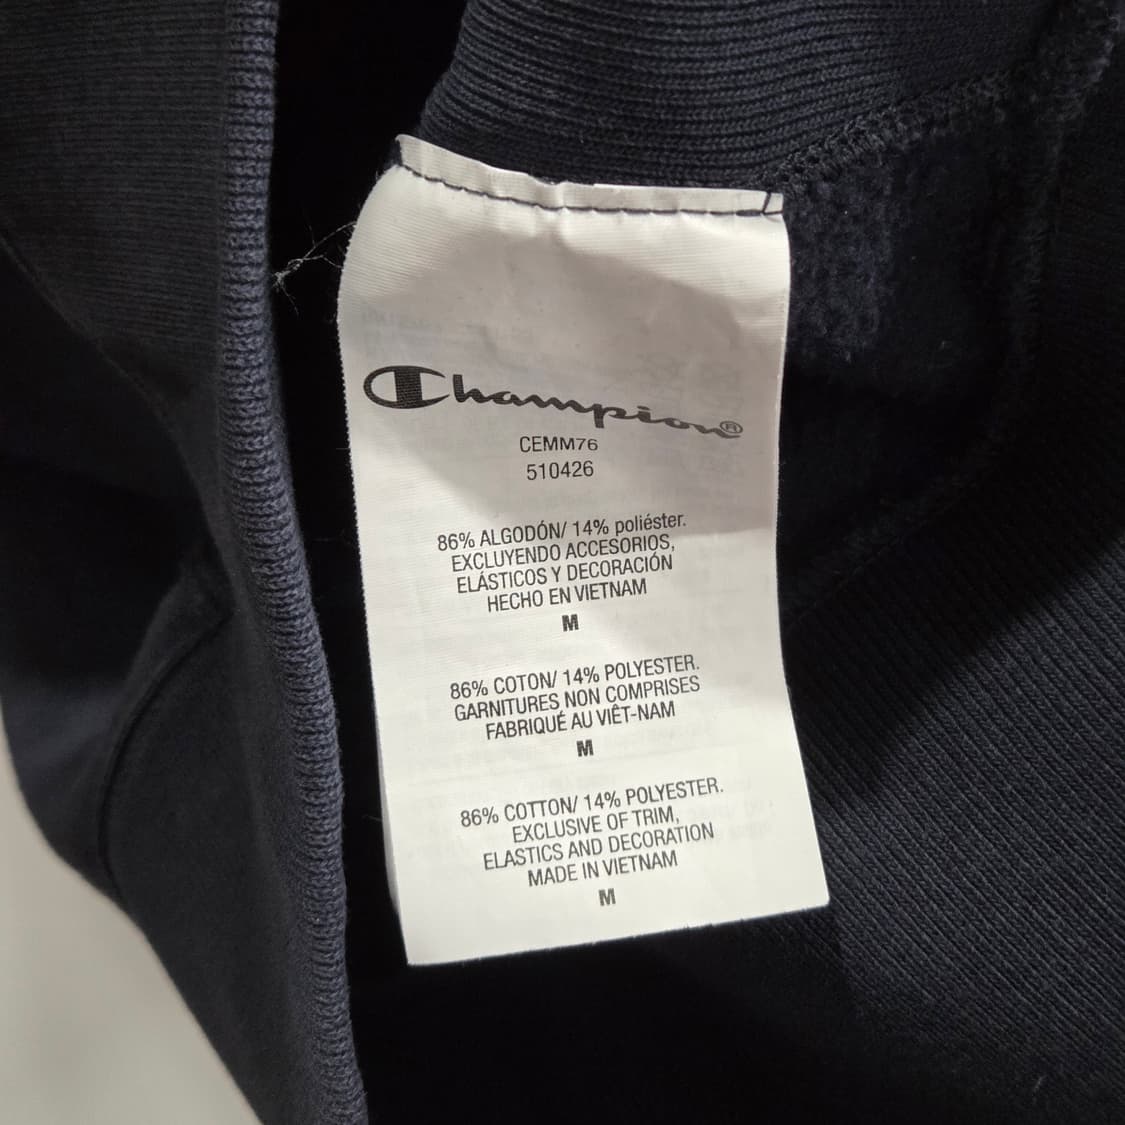 Champion®
CEMM76
510426
86% ALGODÓN/ 14% poliéster.
EXCLUYENDO ACCESORIOS,
ELÁSTICOS Y DECORACIÓN
HECHO EN VIETNAM
M
86% COTON/ 14% POLYESTER.
GARNITURES NON COMPRISES
FABRIQUÉ AU VIÊT-NAM
M
86% COTTON/ 14% POLYESTER.
EXCLUSIVE OF TRIM,
ELASTICS AND DECORATION
MADE IN VIETNAM
M